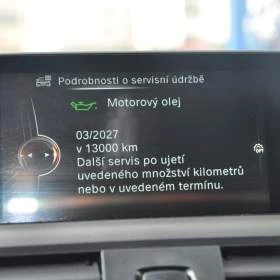 Podrobnosti o servisní údržbě
Motorový olej
03/2027
v 13000 km
Další servis po ujetí
uvedeného množství kilometrů
nebo v uvedeném termínu.